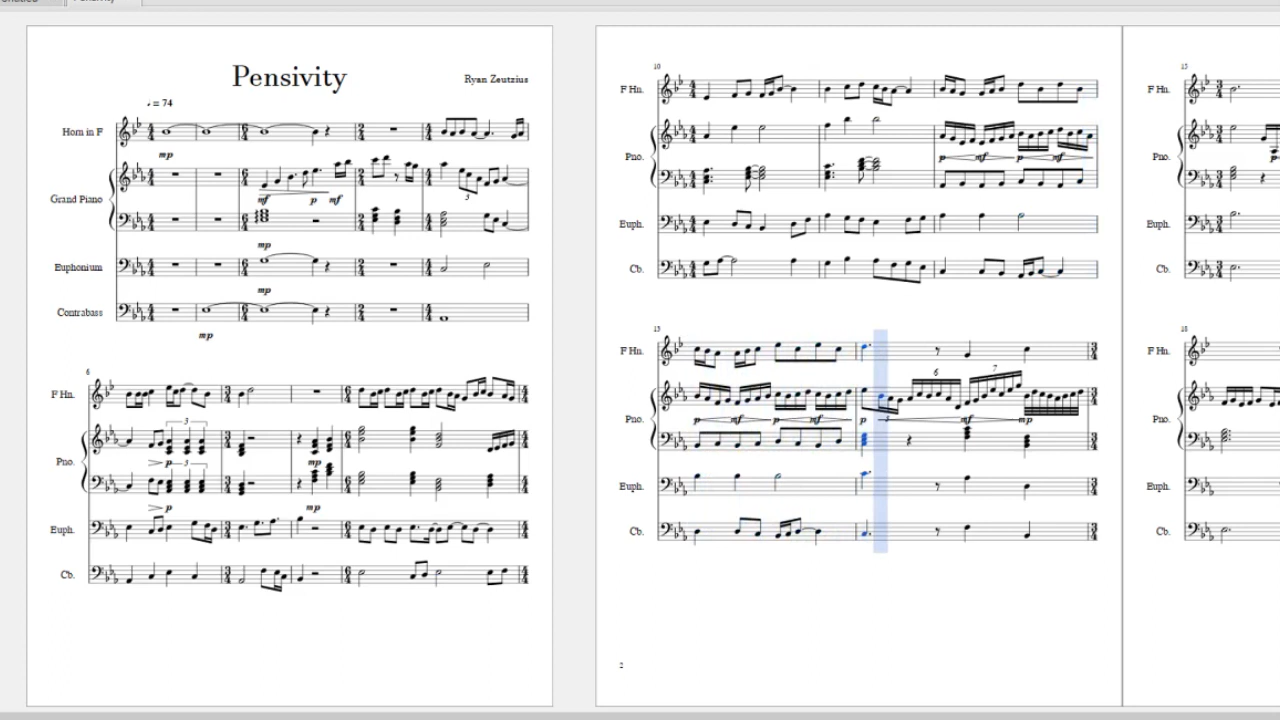 Pensivity
Pensivity
Ryan Zeutzius
♩ = 74
Horn in F
mp
Grand Piano
mf p mf
3
mp
Euphonium
mp
Contrabass
mp
6
F Hn.
3
Pno.
> p 3 mp
> p mp
Euph.
Cb.
10
F Hn.
Pno.
p mf p mf
Euph.
Cb.
13
F Hn.
6 7
Pno.
p mf p mf p 3 mf mp
Euph.
Cb.
2
15
F Hn.
Pno.
Euph.
Cb.
18
F Hn.
Pno.
Euph.
Cb.